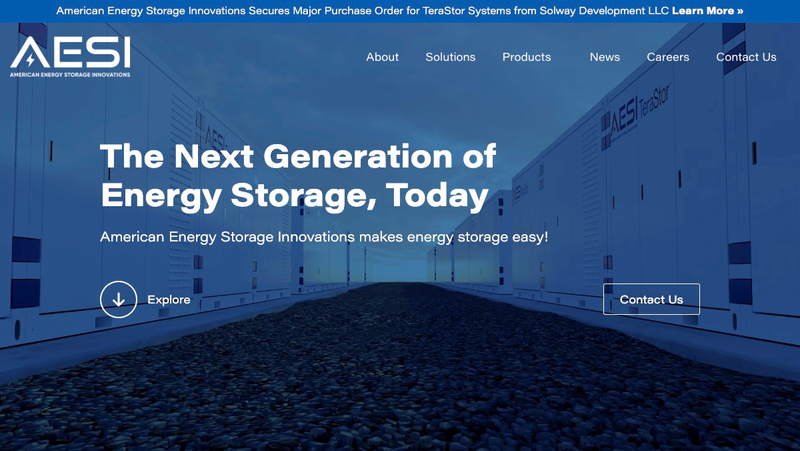 American Energy Storage Innovations Secures Major Purchase Order for TeraStor Systems from Solway Development LLC Learn More »
AESI
AMERICAN ENERGY STORAGE INNOVATIONS
About Solutions Products News Careers Contact Us
AESI
AESI TeraStor
The Next Generation of
Energy Storage, Today
American Energy Storage Innovations makes energy storage easy!
Explore
Contact Us